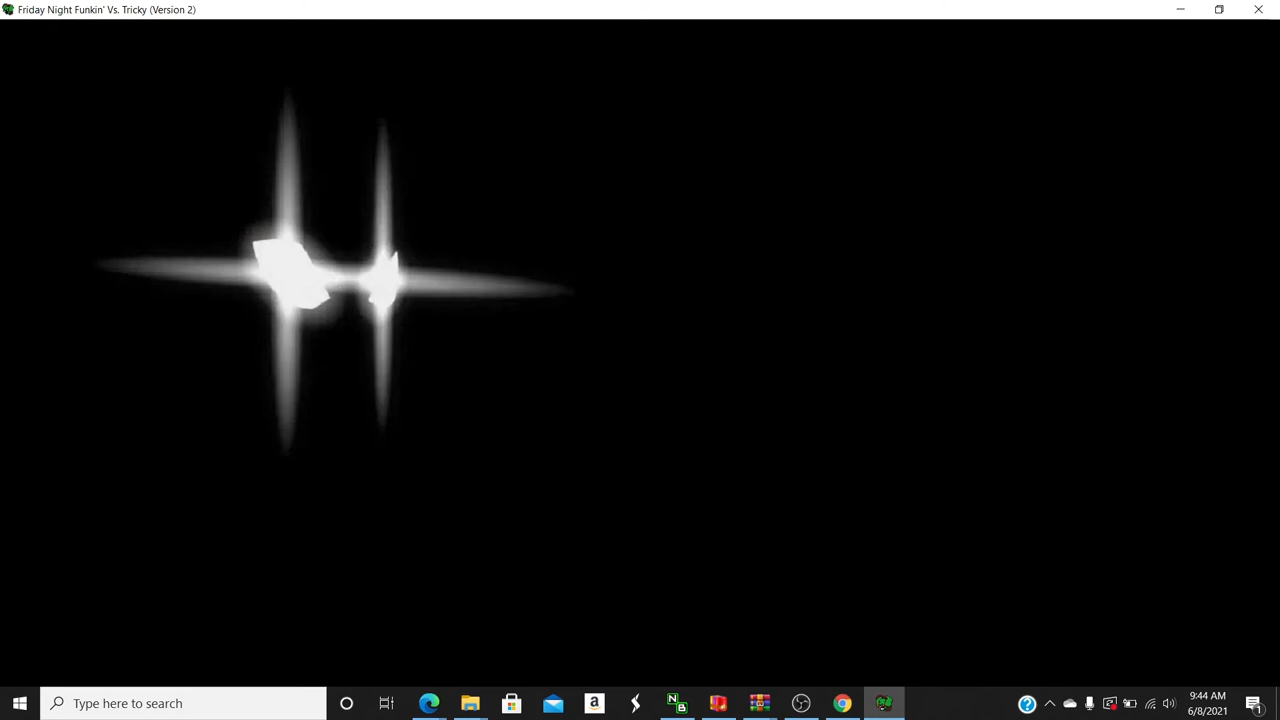 Friday Night Funkin' Vs. Tricky (Version 2)
Type here to search
9:44 AM
6/8/2021